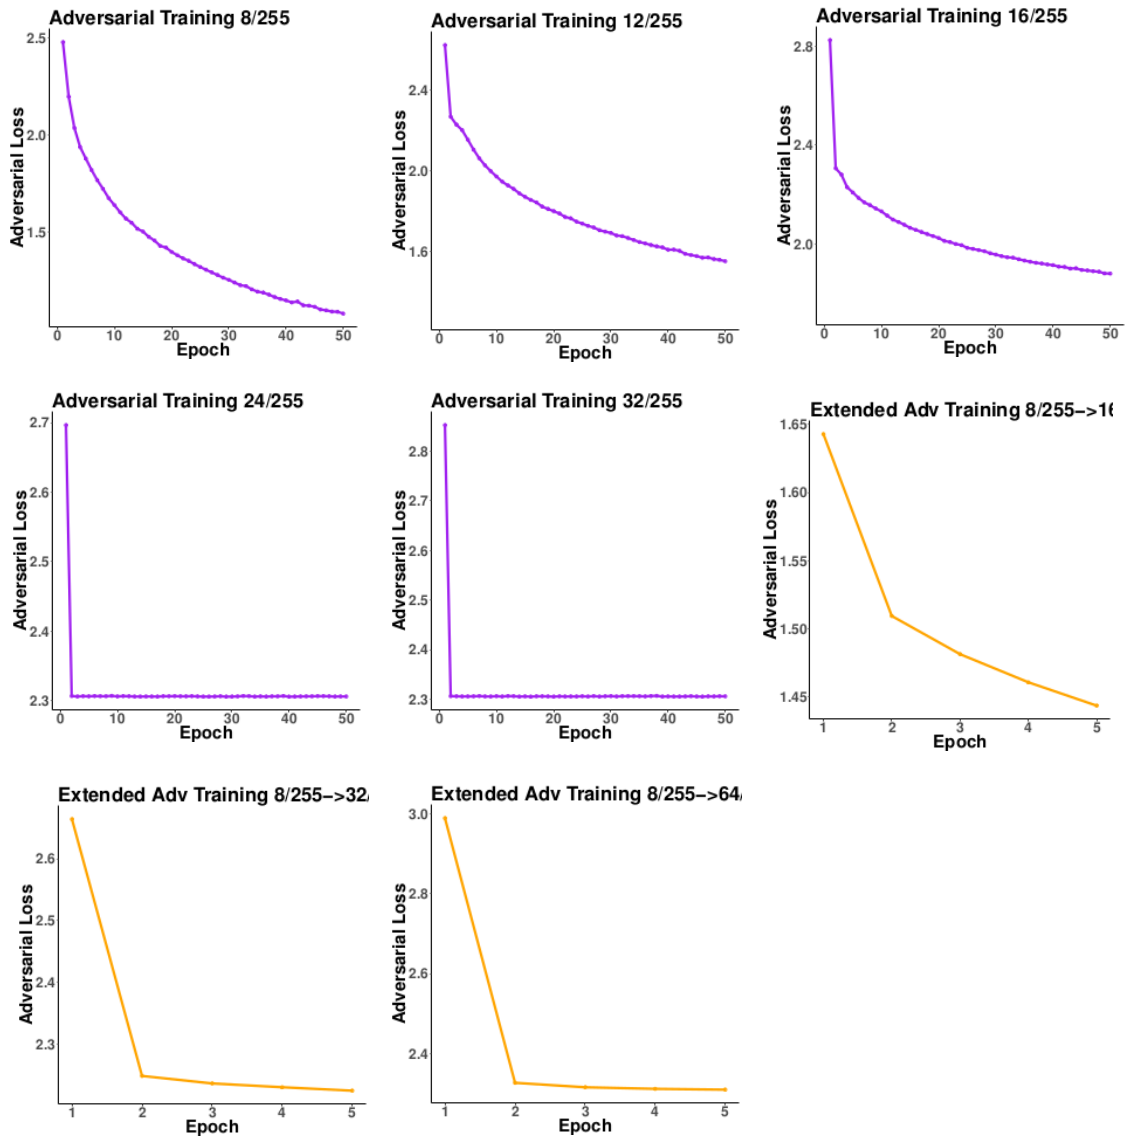 Adversarial Training 8/255
Adversarial Loss
2.5
2.0
1.5
0 10 20 30 40 50
Epoch
Adversarial Training 12/255
Adversarial Loss
2.4
2.0
1.6
0 10 20 30 40 50
Epoch
Adversarial Training 16/255
Adversarial Loss
2.8
2.4
2.0
0 10 20 30 40 50
Epoch
Adversarial Training 24/255
Adversarial Loss
2.7
2.6
2.5
2.4
2.3
0 10 20 30 40 50
Epoch
Adversarial Training 32/255
Adversarial Loss
2.8
2.7
2.6
2.5
2.4
2.3
0 10 20 30 40 50
Epoch
Extended Adv Training 8/255−>16
Adversarial Loss
1.65
1.60
1.55
1.50
1.45
1 2 3 4 5
Epoch
Extended Adv Training 8/255−>32/
Adversarial Loss
2.6
2.5
2.4
2.3
1 2 3 4 5
Epoch
Extended Adv Training 8/255−>64/
Adversarial Loss
3.0
2.8
2.6
2.4
1 2 3 4 5
Epoch